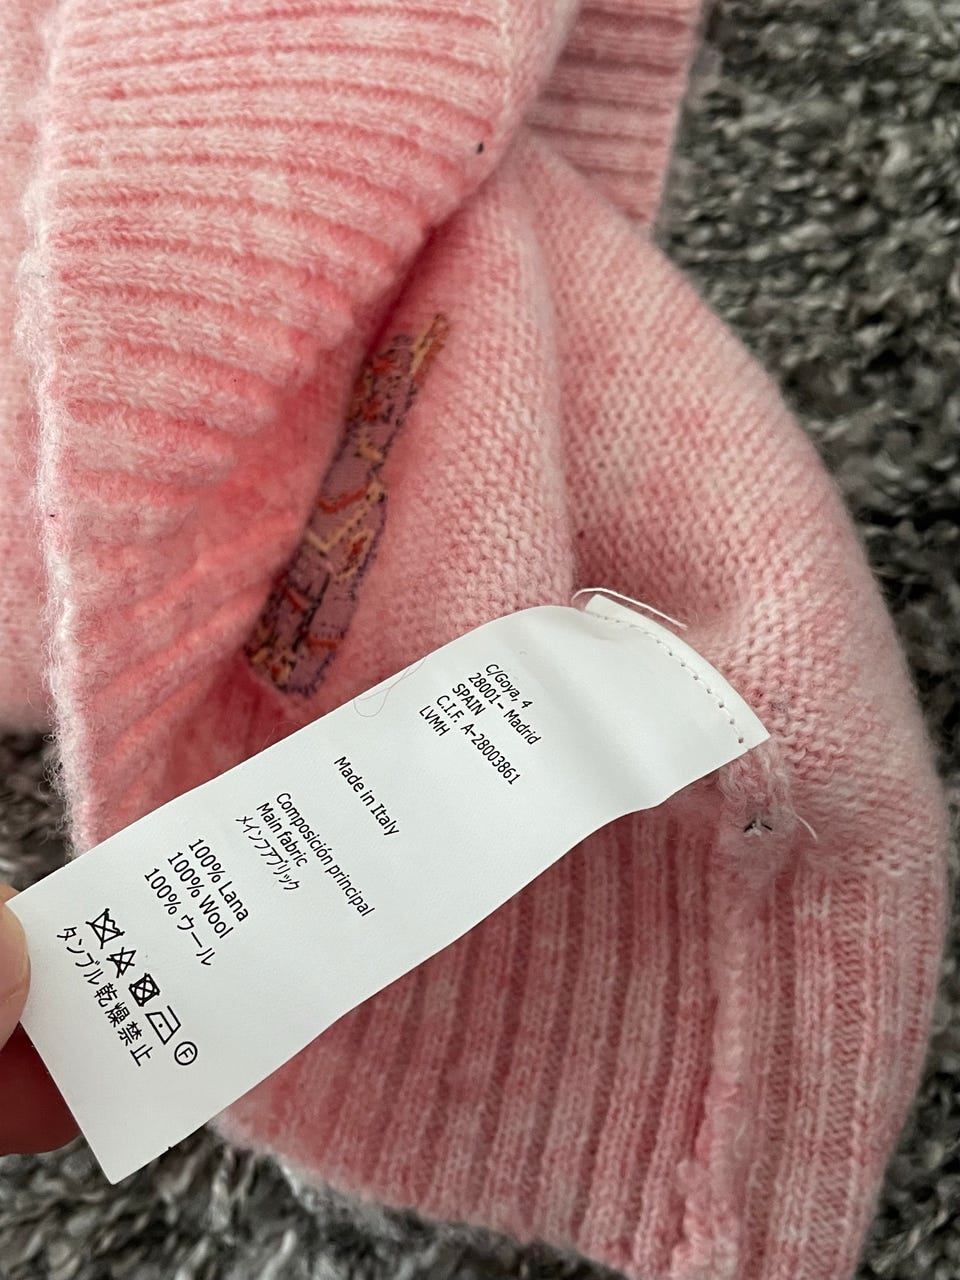 C/Goya, 4
28001- Madrid
SPAIN
C.I.F. A-28003861
LVMH
Made in Italy
Composición principal
Main fabric
メインファブリック
100% Lana
100% Wool
100% ウール
F
タンブル乾燥禁止